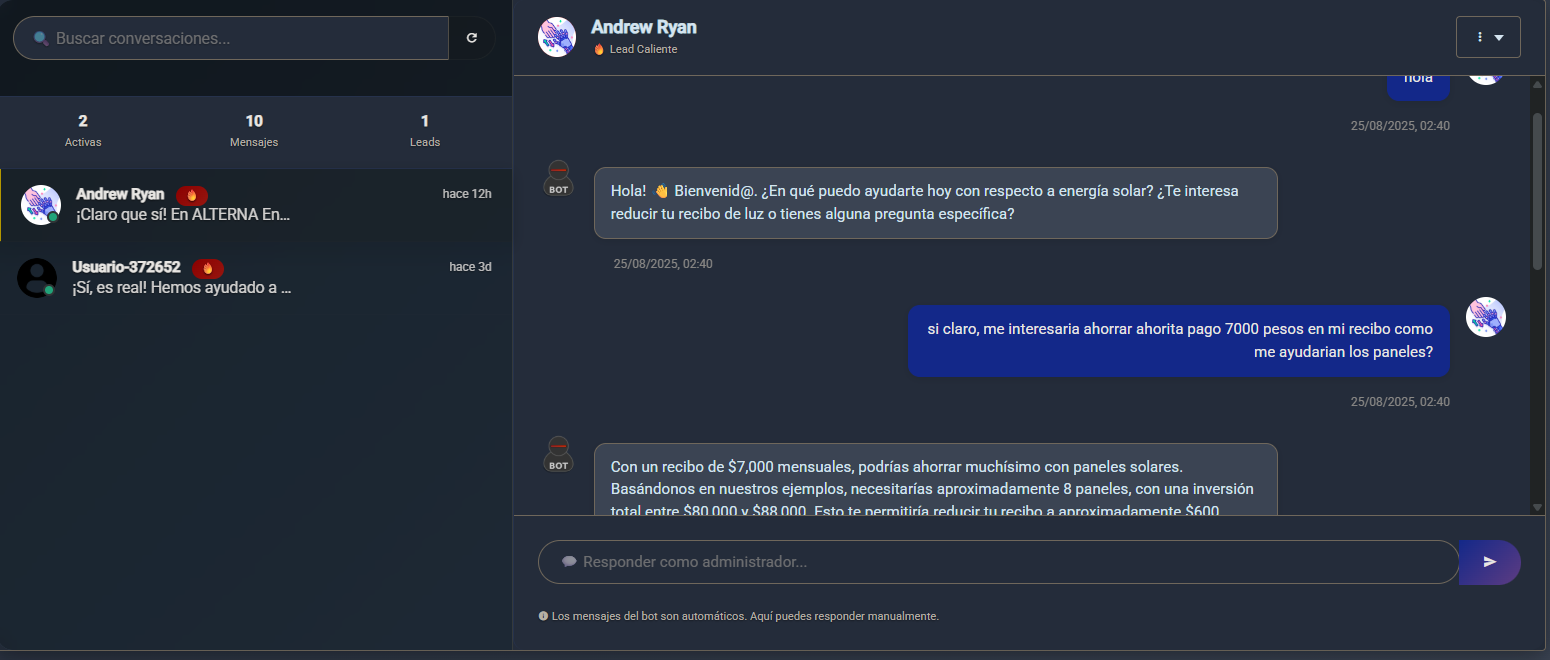 Buscar conversaciones...
2
Activas
10
Mensajes
1
Leads
Andrew Ryan
hace 12h
¡Claro que sí! En ALTERNA En...
Usuario-372652
hace 3d
¡Sí, es real! Hemos ayudado a ...
Andrew Ryan
Lead Caliente
hola
25/08/2025, 02:40
BOT
Hola! 👋 Bienvenid@. ¿En qué puedo ayudarte hoy con respecto a energía solar? ¿Te interesa
reducir tu recibo de luz o tienes alguna pregunta específica?
25/08/2025, 02:40
si claro, me interesaria ahorrar ahorita pago 7000 pesos en mi recibo como
me ayudarian los paneles?
25/08/2025, 02:40
BOT
Con un recibo de $7,000 mensuales, podrías ahorrar muchísimo con paneles solares.
Basándonos en nuestros ejemplos, necesitarías aproximadamente 8 paneles, con una inversión
total entre $80,000 y $88,000. Esto te permitiría reducir tu recibo a aproximadamente $600
Responder como administrador...
Los mensajes del bot son automáticos. Aquí puedes responder manualmente.